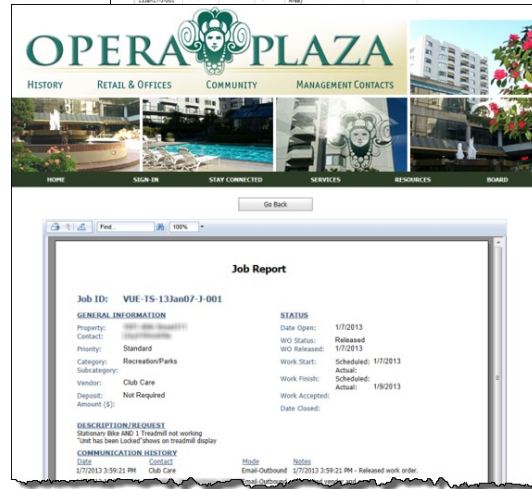 13Jan07-J-001
Area)
OPERA PLAZA
HISTORY RETAIL & OFFICES COMMUNITY MANAGEMENT CONTACTS
HOME SIGN-IN STAY CONNECTED SERVICES RESOURCES BOARD
Go Back
Find... 100%
Job Report
Job ID: VUE-TS-13Jan07-J-001
GENERAL INFORMATION
Property:
Contact:
Priority: Standard
Category: Recreation/Parks
Subcategory:
Vendor: Club Care
Deposit: Not Required
Amount ($):
STATUS
Date Open: 1/7/2013
WO Status: Released
WO Released: 1/7/2013
Work Start: Scheduled: 1/7/2013
Actual:
Work Finish: Scheduled:
Actual: 1/9/2013
Work Accepted:
Date Closed:
DESCRIPTION/REQUEST
Stationary Bike AND 1 Treadmill not working
"Unit has been Locked"shows on treadmill display
COMMUNICATION HISTORY
Date Contact Mode Notes
1/7/2013 3:59:21 PM Club Care Email-Outbound 1/7/2013 3:59:21 PM - Released work order.